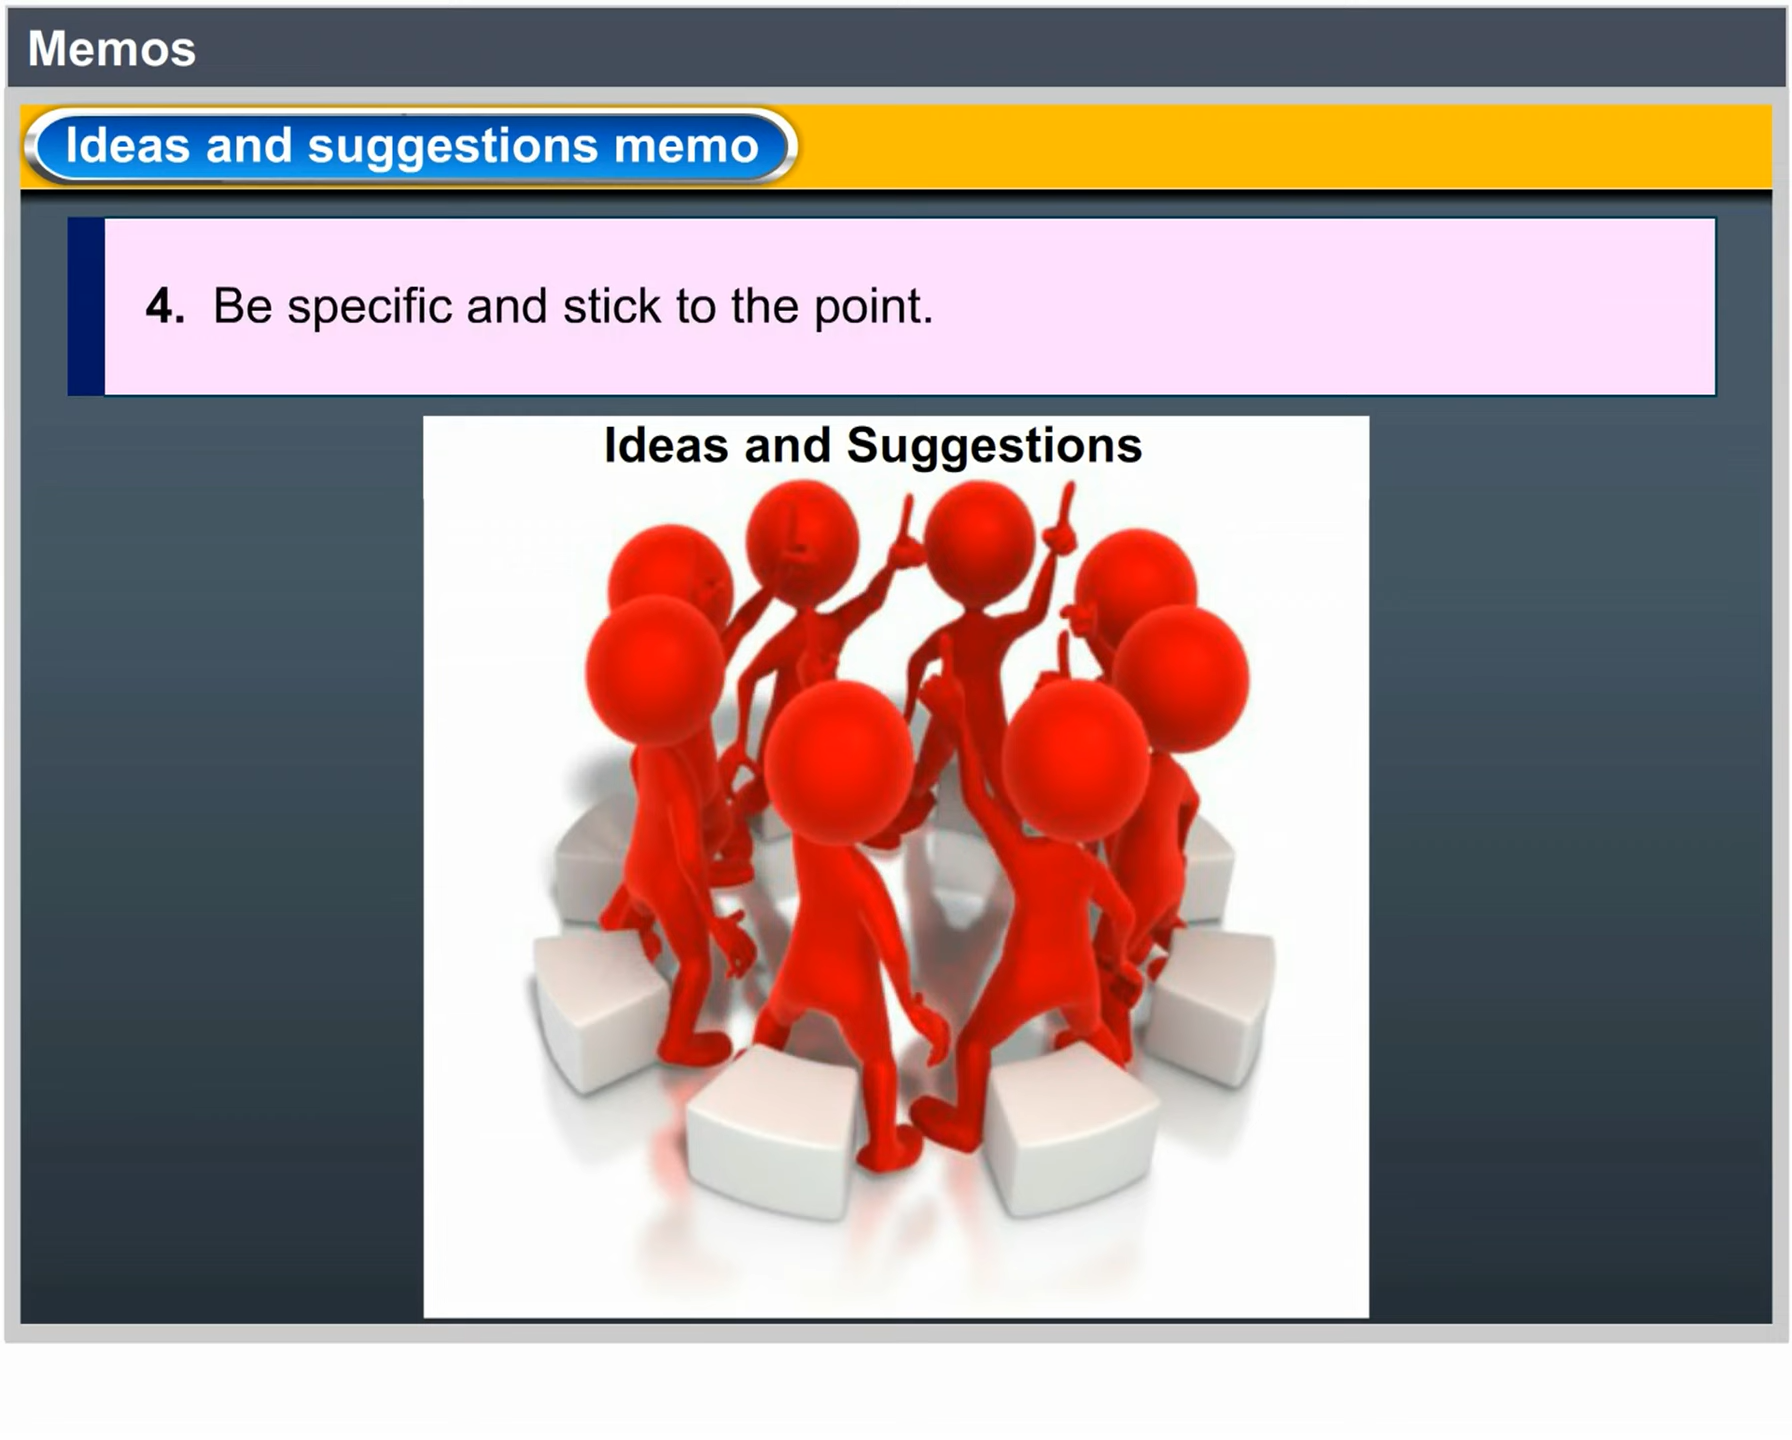 Memos
Ideas and suggestions memo
4. Be specific and stick to the point.
Ideas and Suggestions